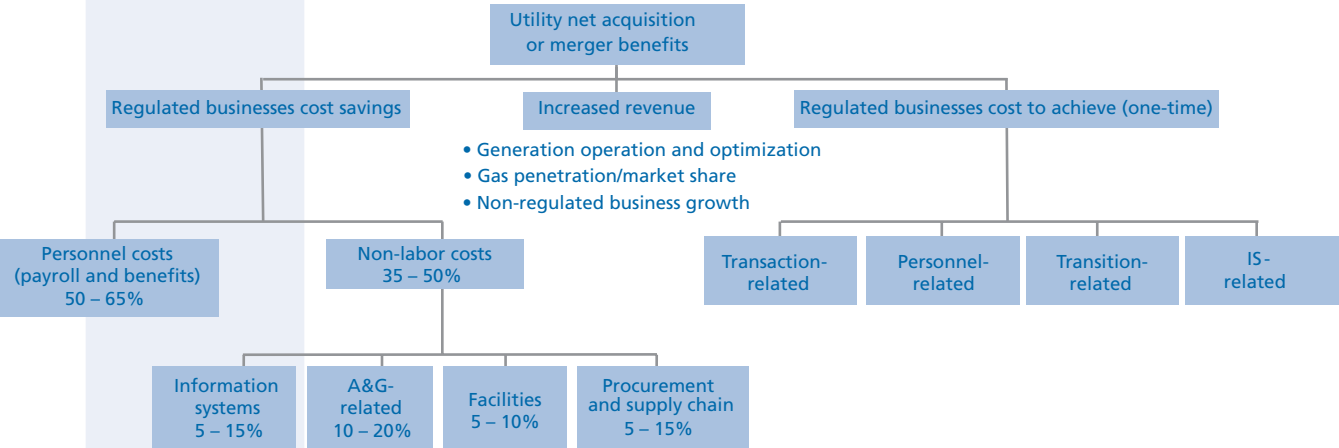 Utility net acquisition
or merger benefits
Regulated businesses cost savings
Increased revenue
Regulated businesses cost to achieve (one-time)
• Generation operation and optimization
• Gas penetration/market share
• Non-regulated business growth
Personnel costs
(payroll and benefits)
50 – 65%
Non-labor costs
35 – 50%
Transaction-
related
Personnel-
related
Transition-
related
IS-
related
Information
systems
5 – 15%
A&G-
related
10 – 20%
Facilities
5 – 10%
Procurement
and supply chain
5 – 15%